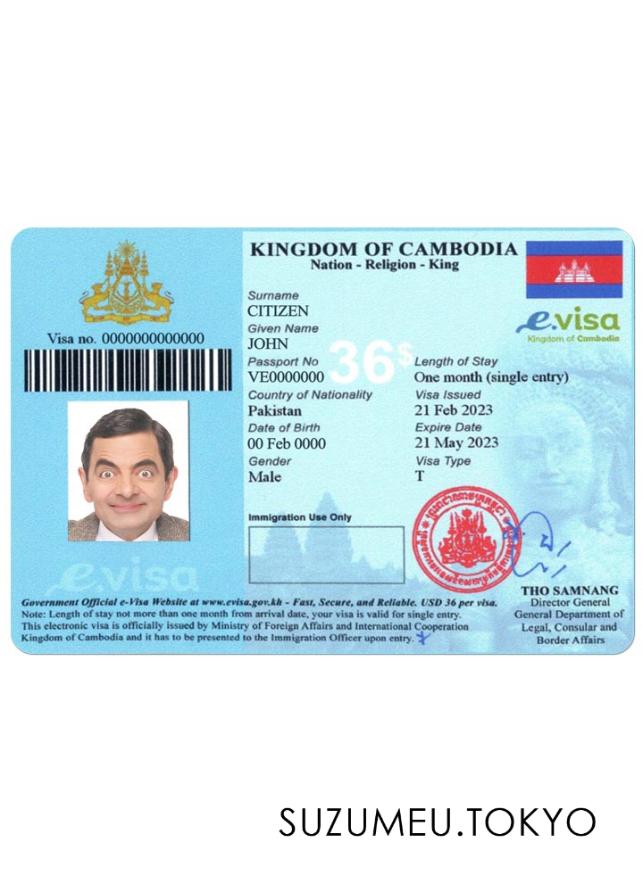 KINGDOM OF CAMBODIA
Nation - Religion - King
e.visa
Kingdom of Cambodia
Visa no. 0000000000000
Surname
CITIZEN
Given Name
JOHN
36$
Passport No
VE0000000
Country of Nationality
Pakistan
Date of Birth
00 Feb 0000
Gender
Male
Length of Stay
One month (single entry)
Visa Issued
21 Feb 2023
Expire Date
21 May 2023
Visa Type
T
Immigration Use Only
e.visa
THO SAMNANG
Director General
General Department of
Legal, Consular and
Border Affairs
Government Official e-Visa Website at www.evisa.gov.kh - Fast, Secure, and Reliable. USD 36 per visa.
Note: Length of stay not more than one month from arrival date, your visa is valid for single entry.
This electronic visa is officially issued by Ministry of Foreign Affairs and International Cooperation
Kingdom of Cambodia and it has to be presented to the Immigration Officer upon entry.
SUZUMEU.TOKYO